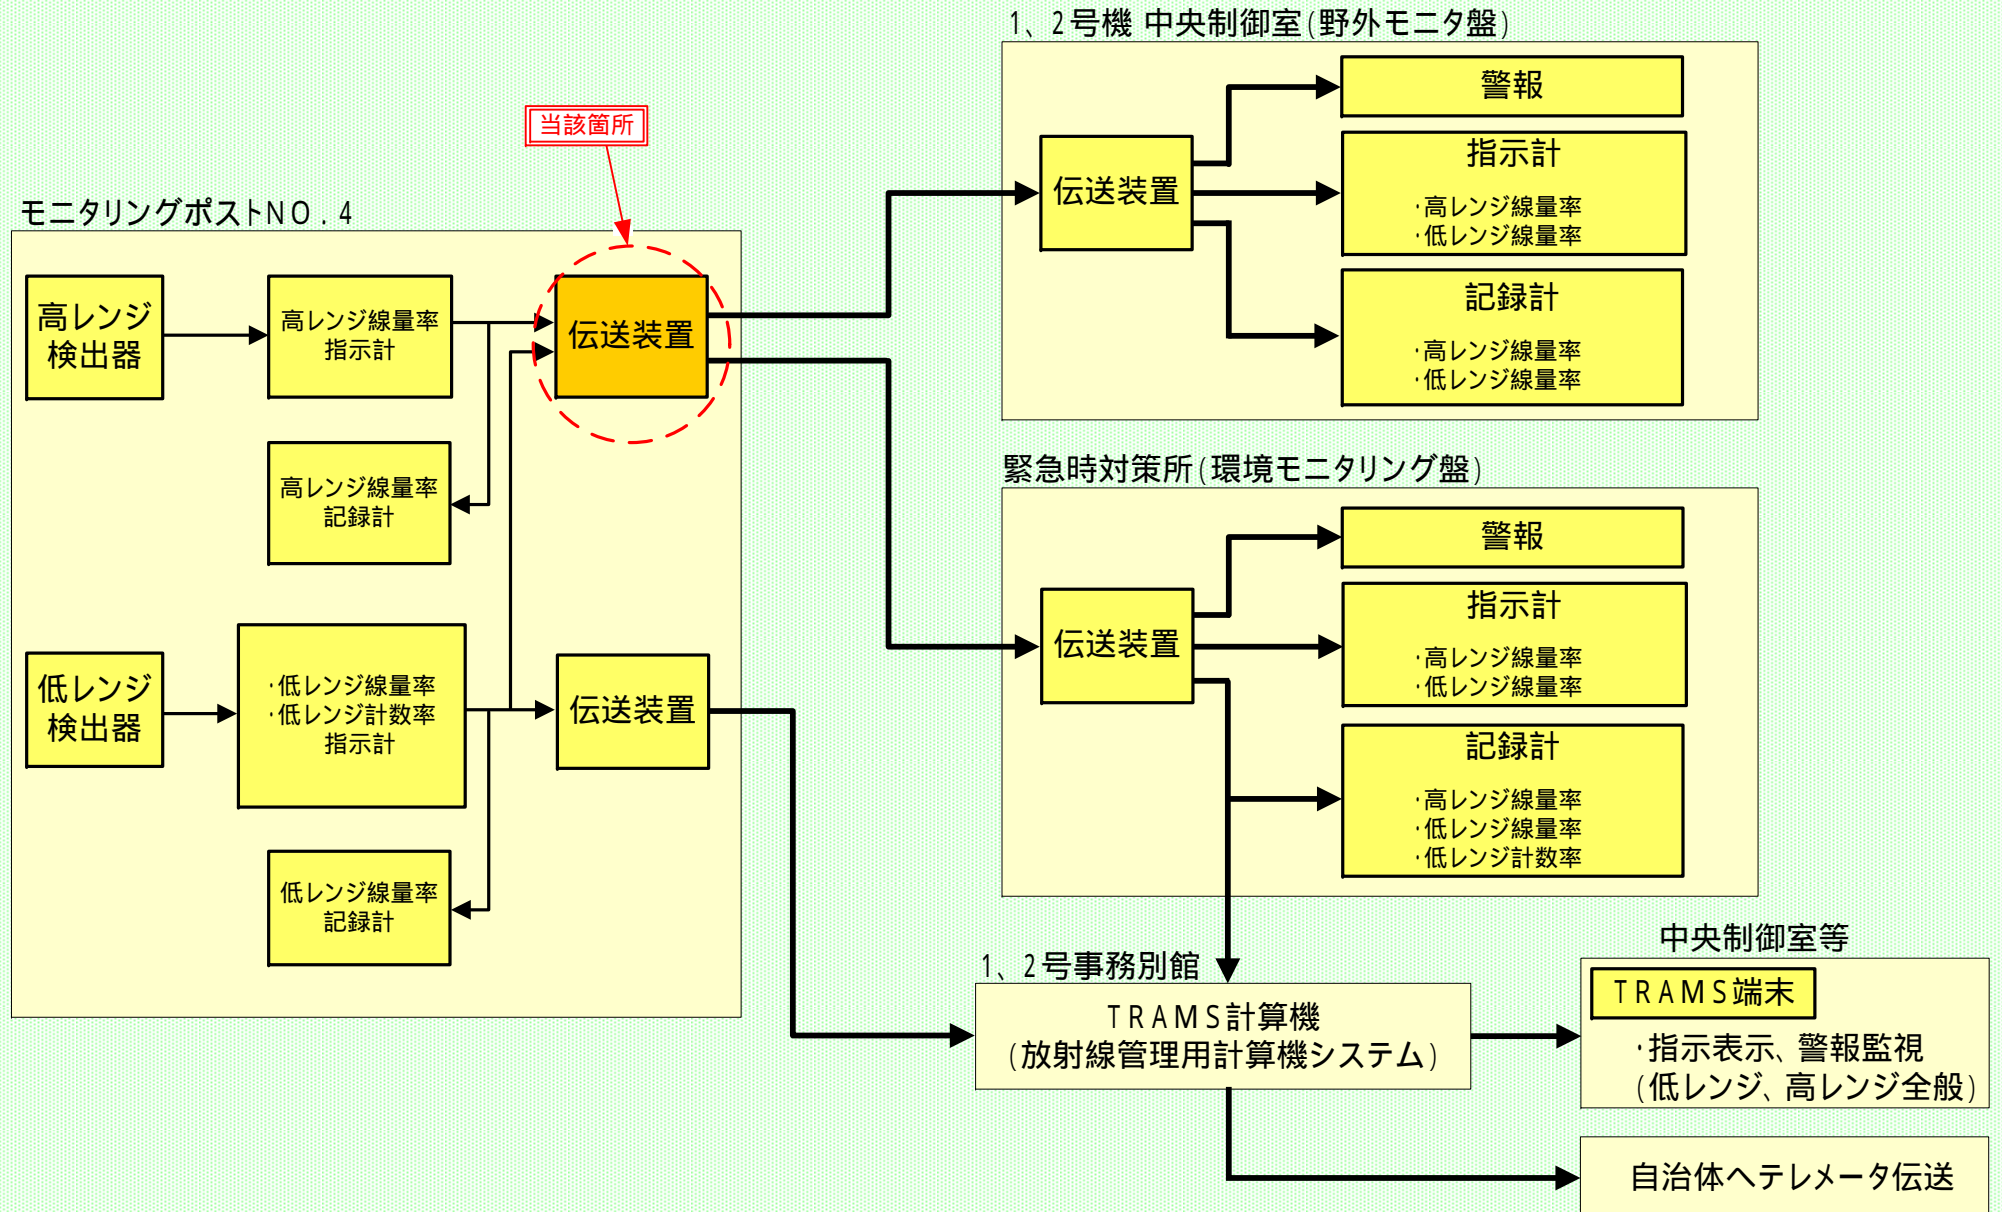 1、2号機 中央制御室(野外モニタ盤)
警報
当該箇所
伝送装置
指示計
・高レンジ線量率
・低レンジ線量率
記録計
・高レンジ線量率
・低レンジ線量率
モニタリングポストNO.4
高レンジ
検出器
高レンジ線量率
指示計
伝送装置
高レンジ線量率
記録計
低レンジ
検出器
・低レンジ線量率
・低レンジ計数率
指示計
伝送装置
低レンジ線量率
記録計
緊急時対策所(環境モニタリング盤)
警報
伝送装置
指示計
・高レンジ線量率
・低レンジ線量率
記録計
・高レンジ線量率
・低レンジ線量率
・低レンジ計数率
1、2号事務別館
TRAMS計算機
(放射線管理用計算機システム)
中央制御室等
TRAMS端末
・指示表示、警報監視
(低レンジ、高レンジ全般)
自治体へテレメータ伝送